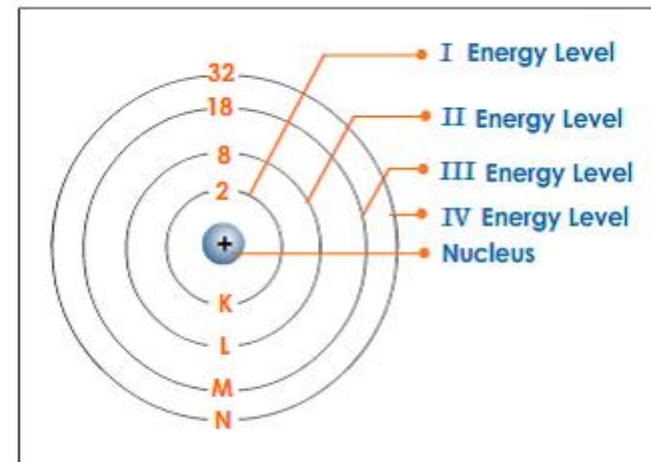 I Energy Level
32
18
II Energy Level
8
III Energy Level
2
IV Energy Level
+
Nucleus
K
L
M
N